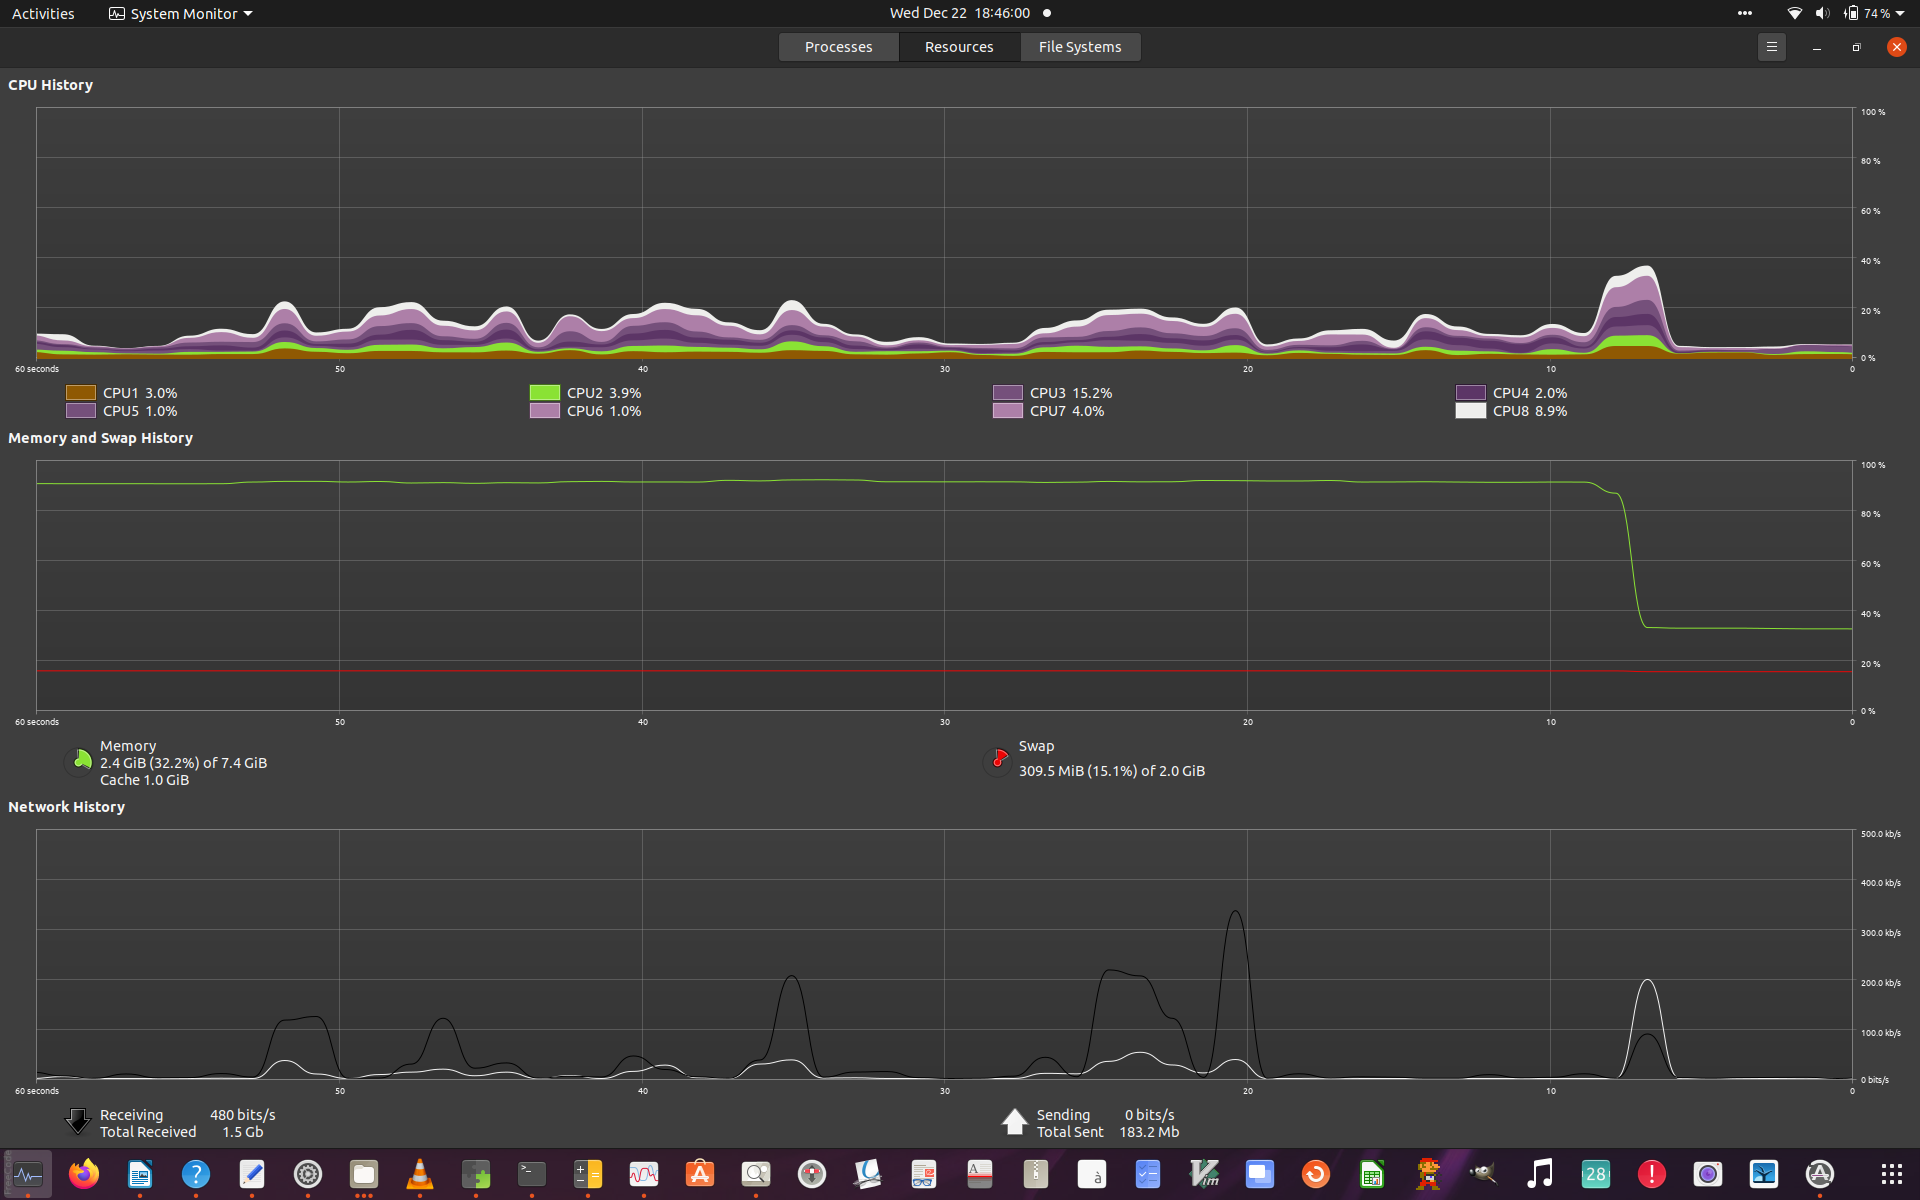 Activities System Monitor Wed Dec 22 18:46:00 74 %
Processes Resources File Systems
CPU History
100 %
80 %
60 %
40 %
20 %
0 %
60 seconds 50 40 30 20 10 0
CPU1 3.0% CPU2 3.9% CPU3 15.2% CPU4 2.0%
CPU5 1.0% CPU6 1.0% CPU7 4.0% CPU8 8.9%
Memory and Swap History
100 %
80 %
60 %
40 %
20 %
0 %
60 seconds 50 40 30 20 10 0
Memory
2.4 GiB (32.2%) of 7.4 GiB
Cache 1.0 GiB
Swap
309.5 MiB (15.1%) of 2.0 GiB
Network History
500.0 kb/s
400.0 kb/s
300.0 kb/s
200.0 kb/s
100.0 kb/s
0 bits/s
60 seconds 50 40 30 20 10 0
Receiving 480 bits/s
Total Received 1.5 Gb
Sending 0 bits/s
Total Sent 183.2 Mb
28